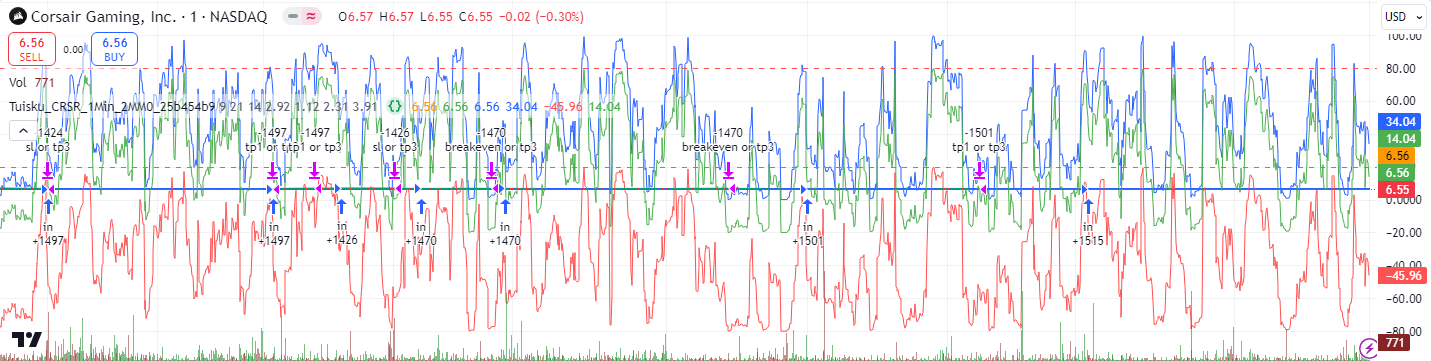 Corsair Gaming, Inc. · 1 · NASDAQ O6.57 H6.57 L6.55 C6.55 −0.02 (−0.30%)
USD
6.56
SELL
0.00
6.56
BUY
Vol 771
Tuisku_CRSR_1Min_2MM0_25b454b9 9 21 14 2.92 1.12 2.31 3.91 {} 6.56 6.56 6.56 34.04 −45.96 14.04
-1424
sl or tp3
-1497
tp1 or
-1497
tp1 or tp3
-1426
sl or tp3
-1470
breakeven or tp3
-1470
breakeven or tp3
-1501
tp1 or tp3
in
+1497
in
+1497
in
+1426
in
+1470
in
+1470
in
+1501
in
+1515
100.00
80.00
60.00
34.04
14.04
6.56
6.56
6.55
0.0000
−20.00
−45.96
−60.00
−80.00
771